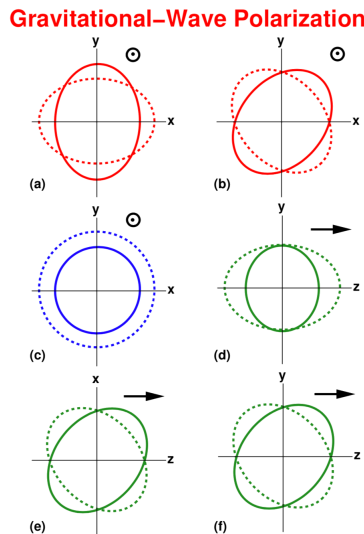 Gravitational–Wave Polarization
y
x
(a)
y
x
(b)
y
x
(c)
y
z
(d)
x
z
(e)
y
z
(f)